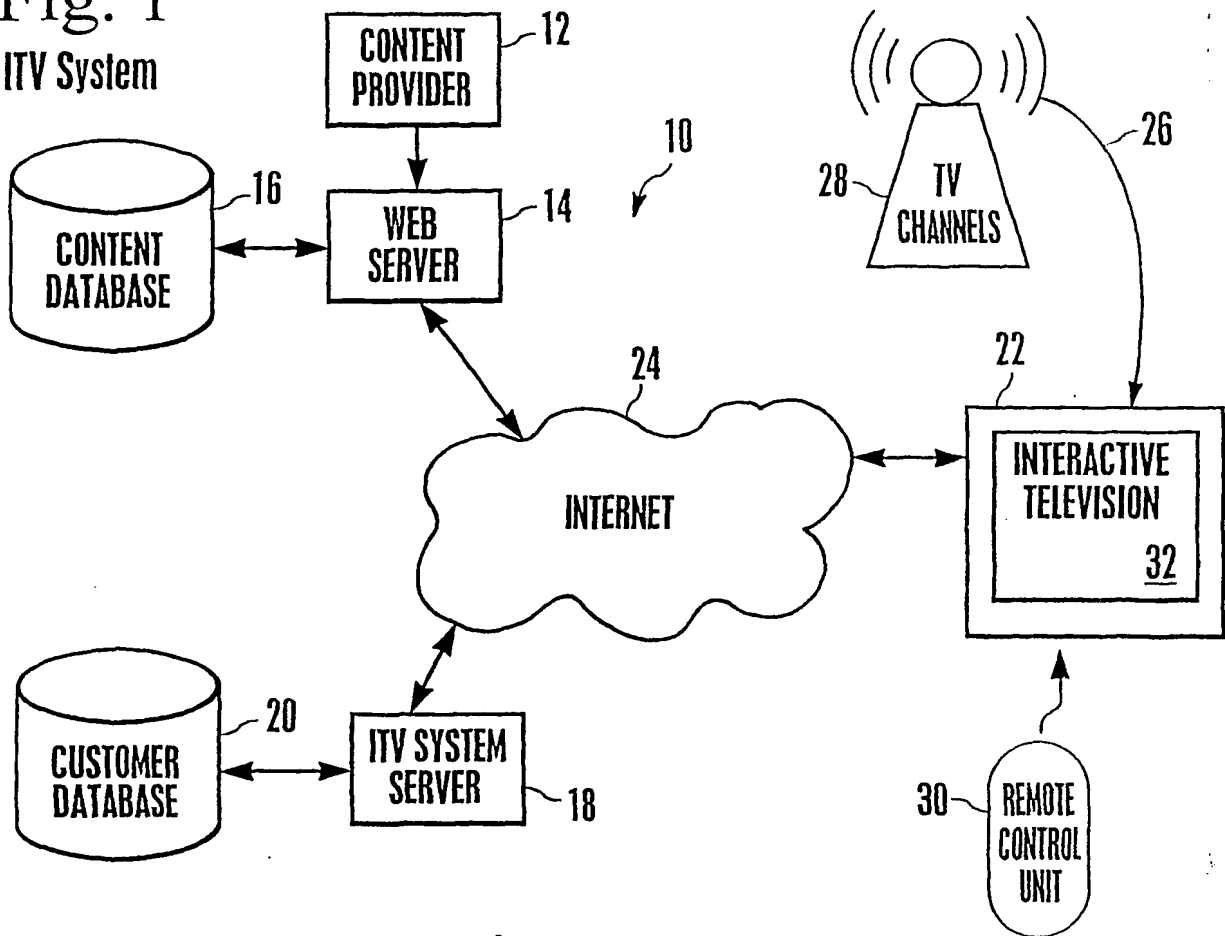 Fig. 1
ITV System
CONTENT
PROVIDER
12
10
WEB
SERVER
14
CONTENT
DATABASE
16
TV
CHANNELS
28
26
24
INTERNET
22
INTERACTIVE
TELEVISION
32
CUSTOMER
DATABASE
20
ITV SYSTEM
SERVER
18
30
REMOTE
CONTROL
UNIT